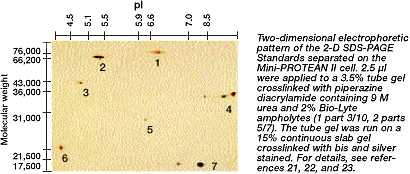 pI
4.5 5.1 5.5 5.9 6.6 7.0 8.5
Molecular weight
76,000
66,200
43,000
36,000
31,000
21,500
17,500
1
2
3
4
5
6
7
Two-dimensional electrophoretic
pattern of the 2-D SDS-PAGE
Standards separated on the
Mini-PROTEAN II cell. 2.5 µl
were applied to a 3.5% tube gel
crosslinked with piperazine
diacrylamide containing 9 M
urea and 2% Bio-Lyte
ampholytes (1 part 3/10, 2 parts
5/7). The tube gel was run on a
15% continuous slab gel
crosslinked with bis and silver
stained. For details, see refer-
ences 21, 22, and 23.